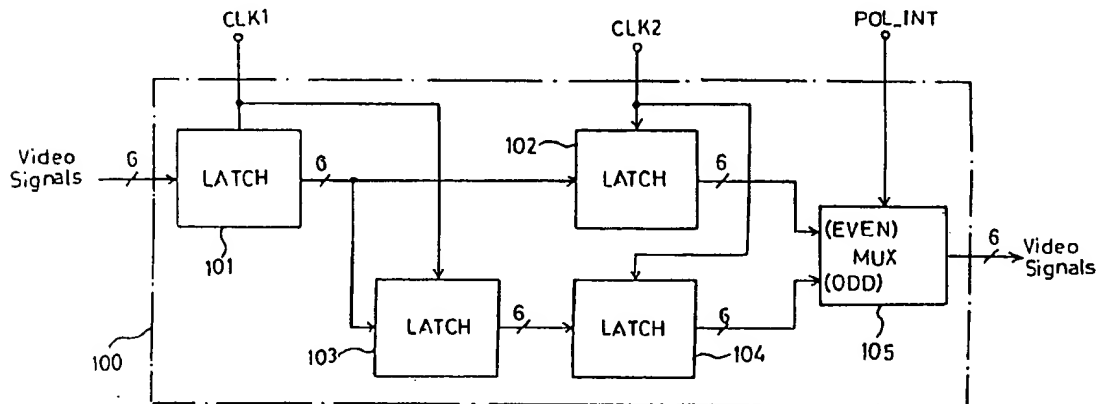 CLK1
CLK2
POL_INT
Video
Signals
6
LATCH
101
6
102
LATCH
6
(EVEN)
MUX
(ODD)
105
6
Video
Signals
LATCH
103
6
LATCH
104
6
100